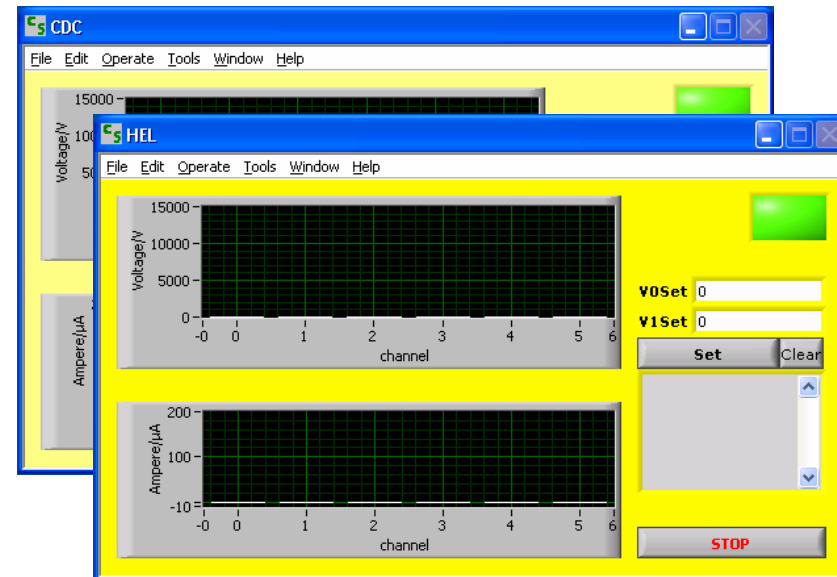 CS CDC
File Edit Operate Tools Window Help
15000
Voltage/V
Ampere/µA
CS HEL
File Edit Operate Tools Window Help
15000
10000
5000
0
Voltage/V
-0 0 1 2 3 4 5 6
channel
V0Set 0
V1Set 0
Set Clear
200
100
-10
Ampere/µA
-0 0 1 2 3 4 5 6
channel
STOP